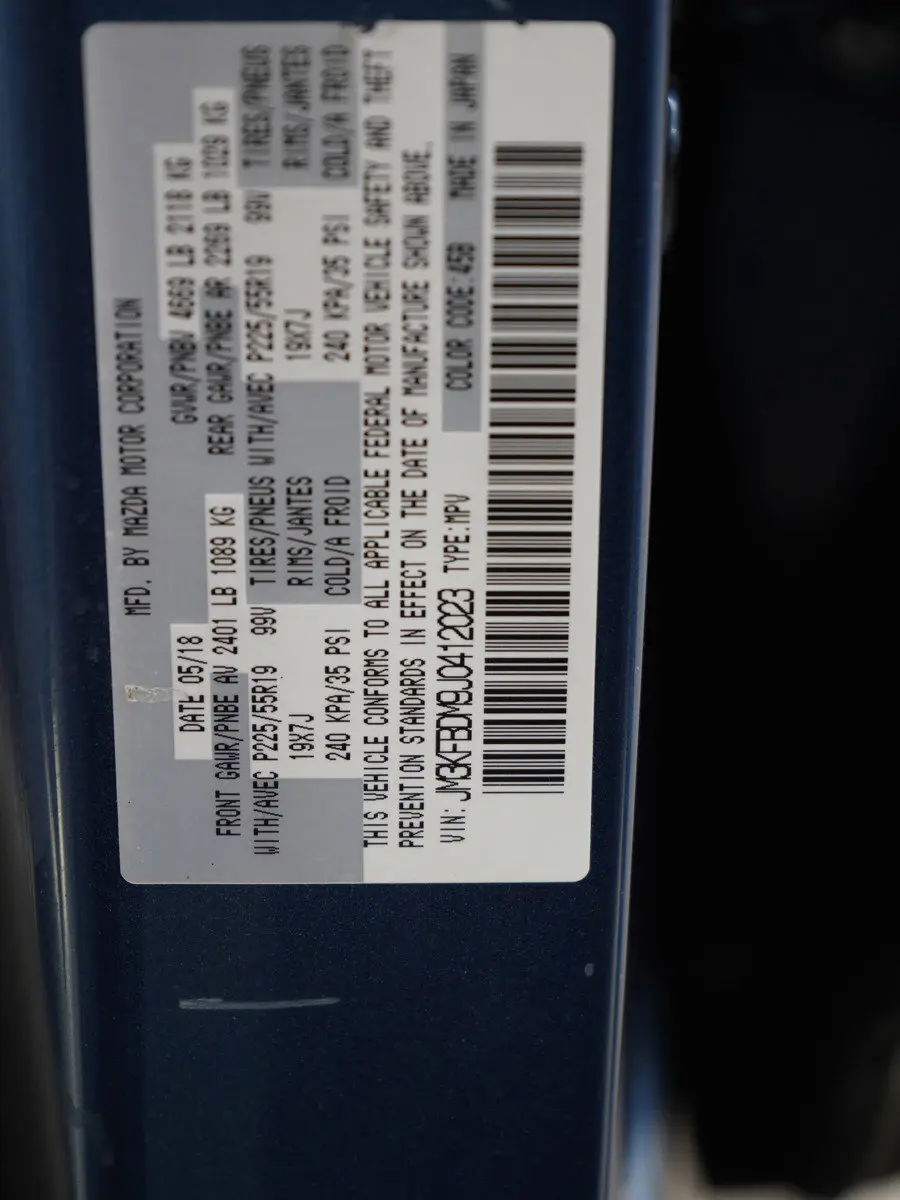 MFD. BY MAZDA MOTOR CORPORATION
DATE 05/18 GVWR/PNBV 4669 LB 2118 KG
FRONT GAWR/PNBE AV 2401 LB 1089 KG REAR GAWR/PNBE AR 2269 LB 1029 KG
WITH/AVEC P225/55R19 99V TIRES/PNEUS WITH/AVEC P225/55R19 99V TIRES/PNEUS
19X7J RIMS/JANTES 19X7J RIMS/JANTES
240 KPA/35 PSI COLD/A FROID 240 KPA/35 PSI COLD/A FROID
THIS VEHICLE CONFORMS TO ALL APPLICABLE FEDERAL MOTOR VEHICLE SAFETY AND THEFT
PREVENTION STANDARDS IN EFFECT ON THE DATE OF MANUFACTURE SHOWN ABOVE.
VIN: JM3KFBDM9J0412023 TYPE:MPV COLOR CODE:45B MADE IN JAPAN